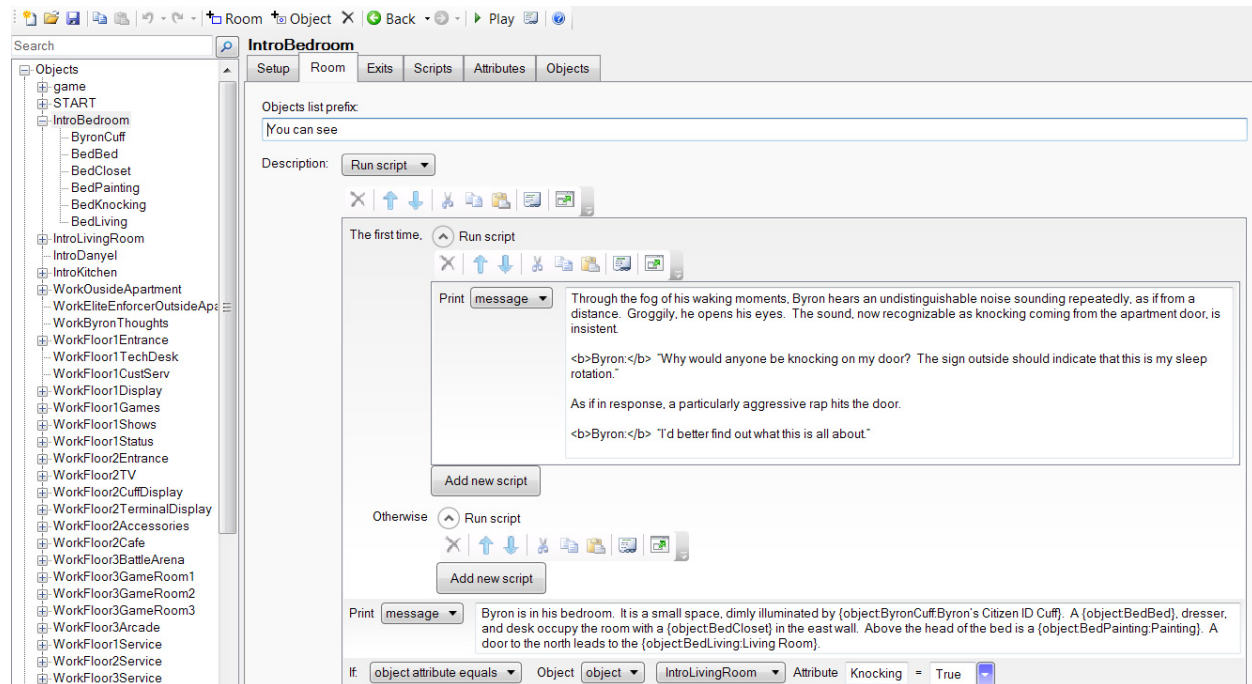 Room Object Back Play
Search
Objects
game
START
IntroBedroom
ByronCuff
BedBed
BedCloset
BedPainting
BedKnocking
BedLiving
IntroLivingRoom
IntroDanyel
IntroKitchen
WorkOusideApartment
WorkEliteEnforcerOutsideApa
WorkByronThoughts
WorkFloor1Entrance
WorkFloor1TechDesk
WorkFloor1CustServ
WorkFloor1Display
WorkFloor1Games
WorkFloor1Shows
WorkFloor1Status
WorkFloor2Entrance
WorkFloor2TV
WorkFloor2CuffDisplay
WorkFloor2TerminalDisplay
WorkFloor2Accessories
WorkFloor2Cafe
WorkFloor3BattleArena
WorkFloor3GameRoom1
WorkFloor3GameRoom2
WorkFloor3GameRoom3
WorkFloor3Arcade
WorkFloor1Service
WorkFloor2Service
WorkFloor3Service
IntroBedroom
Setup Room Exits Scripts Attributes Objects
Objects list prefix:
You can see
Description: Run script
The first time, Run script
Print message Through the fog of his waking moments, Byron hears an undistinguishable noise sounding repeatedly, as if from a
distance. Groggily, he opens his eyes. The sound, now recognizable as knocking coming from the apartment door, is
insistent.
<b>Byron:</b> "Why would anyone be knocking on my door? The sign outside should indicate that this is my sleep
rotation."
As if in response, a particularly aggressive rap hits the door.
<b>Byron:</b> "I'd better find out what this is all about."
Add new script
Otherwise Run script
Add new script
Print message Byron is in his bedroom. It is a small space, dimly illuminated by {object:ByronCuff:Byron's Citizen ID Cuff}. A {object:BedBed}, dresser,
and desk occupy the room with a {object:BedCloset} in the east wall. Above the head of the bed is a {object:BedPainting:Painting}. A
door to the north leads to the {object:BedLiving:Living Room}.
If: object attribute equals Object object IntroLivingRoom Attribute Knocking = True